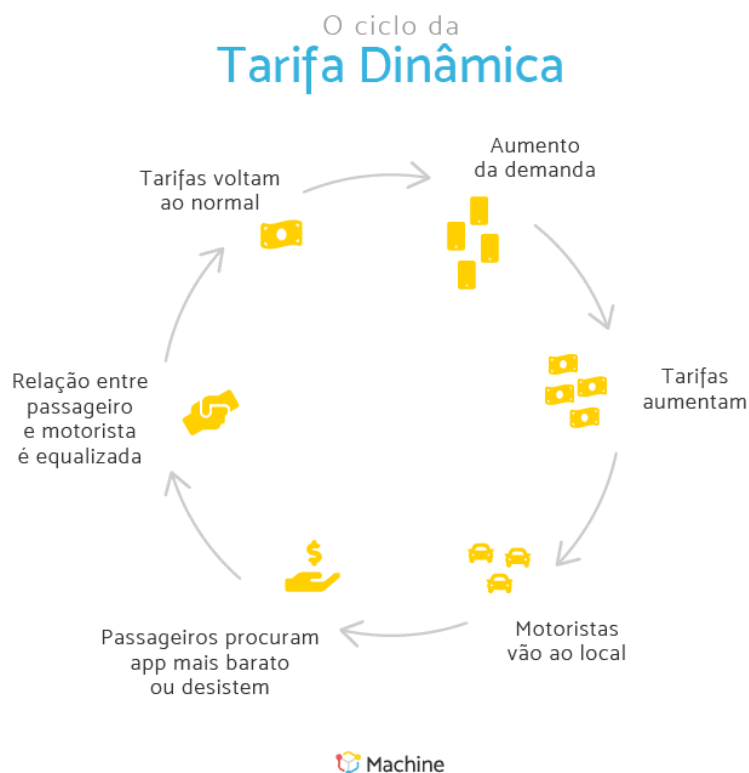 O ciclo da
Tarifa Dinâmica
Aumento
da demanda
Tarifas
aumentam
Motoristas
vão ao local
Passageiros procuram
app mais barato
ou desistem
Relação entre
passageiro
e motorista
é equalizada
Tarifas voltam
ao normal
$
Machine